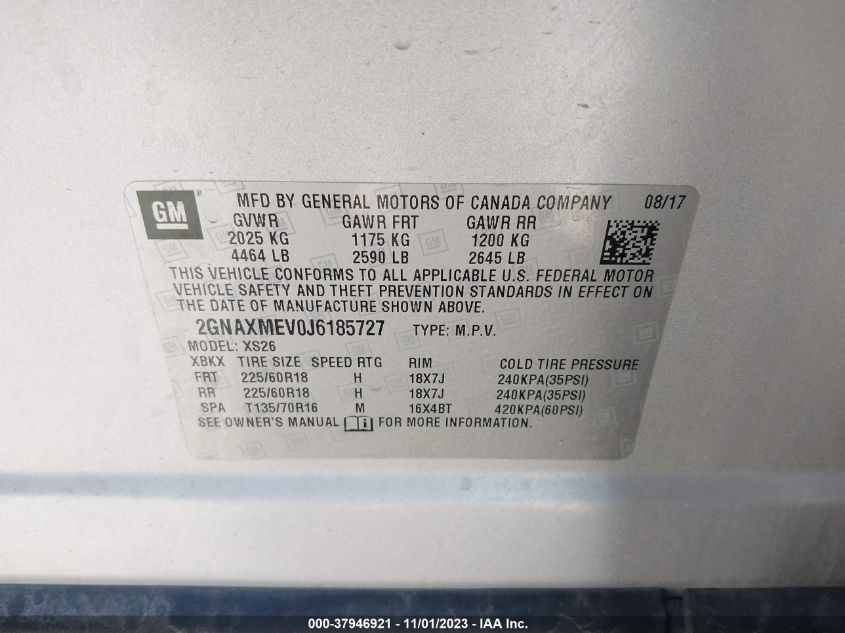 GM ® MFD BY GENERAL MOTORS OF CANADA COMPANY 08/17
GVWR GAWR FRT GAWR RR
2025 KG 1175 KG 1200 KG
4464 LB 2590 LB 2645 LB
THIS VEHICLE CONFORMS TO ALL APPLICABLE U.S. FEDERAL MOTOR
VEHICLE SAFETY AND THEFT PREVENTION STANDARDS IN EFFECT ON
THE DATE OF MANUFACTURE SHOWN ABOVE.
2GNAXMEV0J6185727 TYPE: M.P.V.
MODEL: XS26
XBKX TIRE SIZE SPEED RTG RIM COLD TIRE PRESSURE
FRT 225/60R18 H 18X7J 240KPA(35PSI)
RR 225/60R18 H 18X7J 240KPA(35PSI)
SPA T135/70R16 M 16X4BT 420KPA(60PSI)
SEE OWNER'S MANUAL FOR MORE INFORMATION.
000-37946921 - 11/01/2023 - IAA Inc.